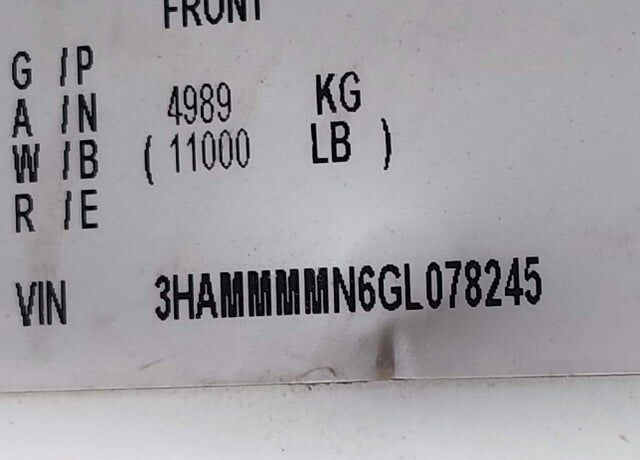 FRONT
G /P
A /N 4989 KG
W /B ( 11000 LB )
R /E
VIN 3HAMMMMN6GL078245